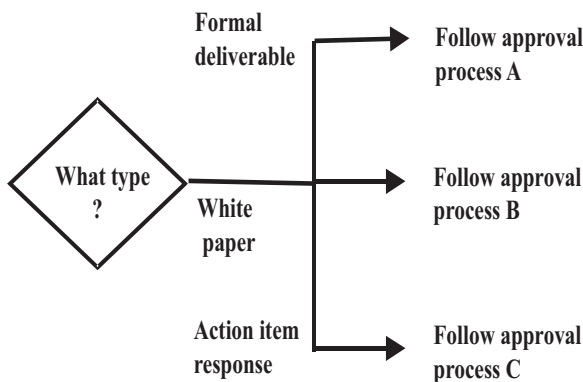 Formal
deliverable
Follow approval
process A
What type
?
White
paper
Follow approval
process B
Action item
response
Follow approval
process C